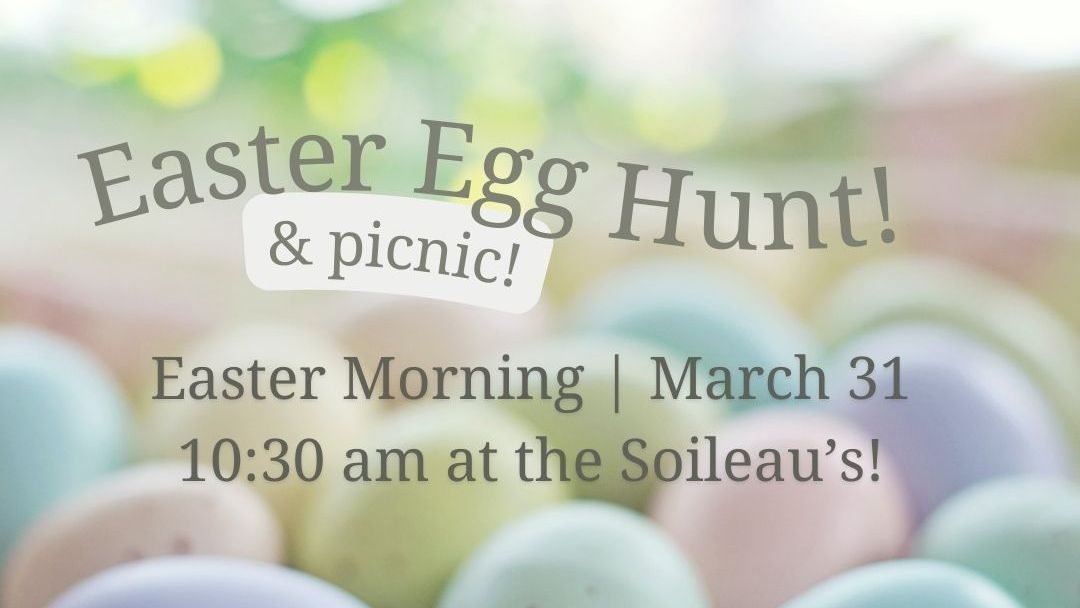 Easter Egg Hunt!
& picnic!
Easter Morning | March 31
10:30 am at the Soileau’s!